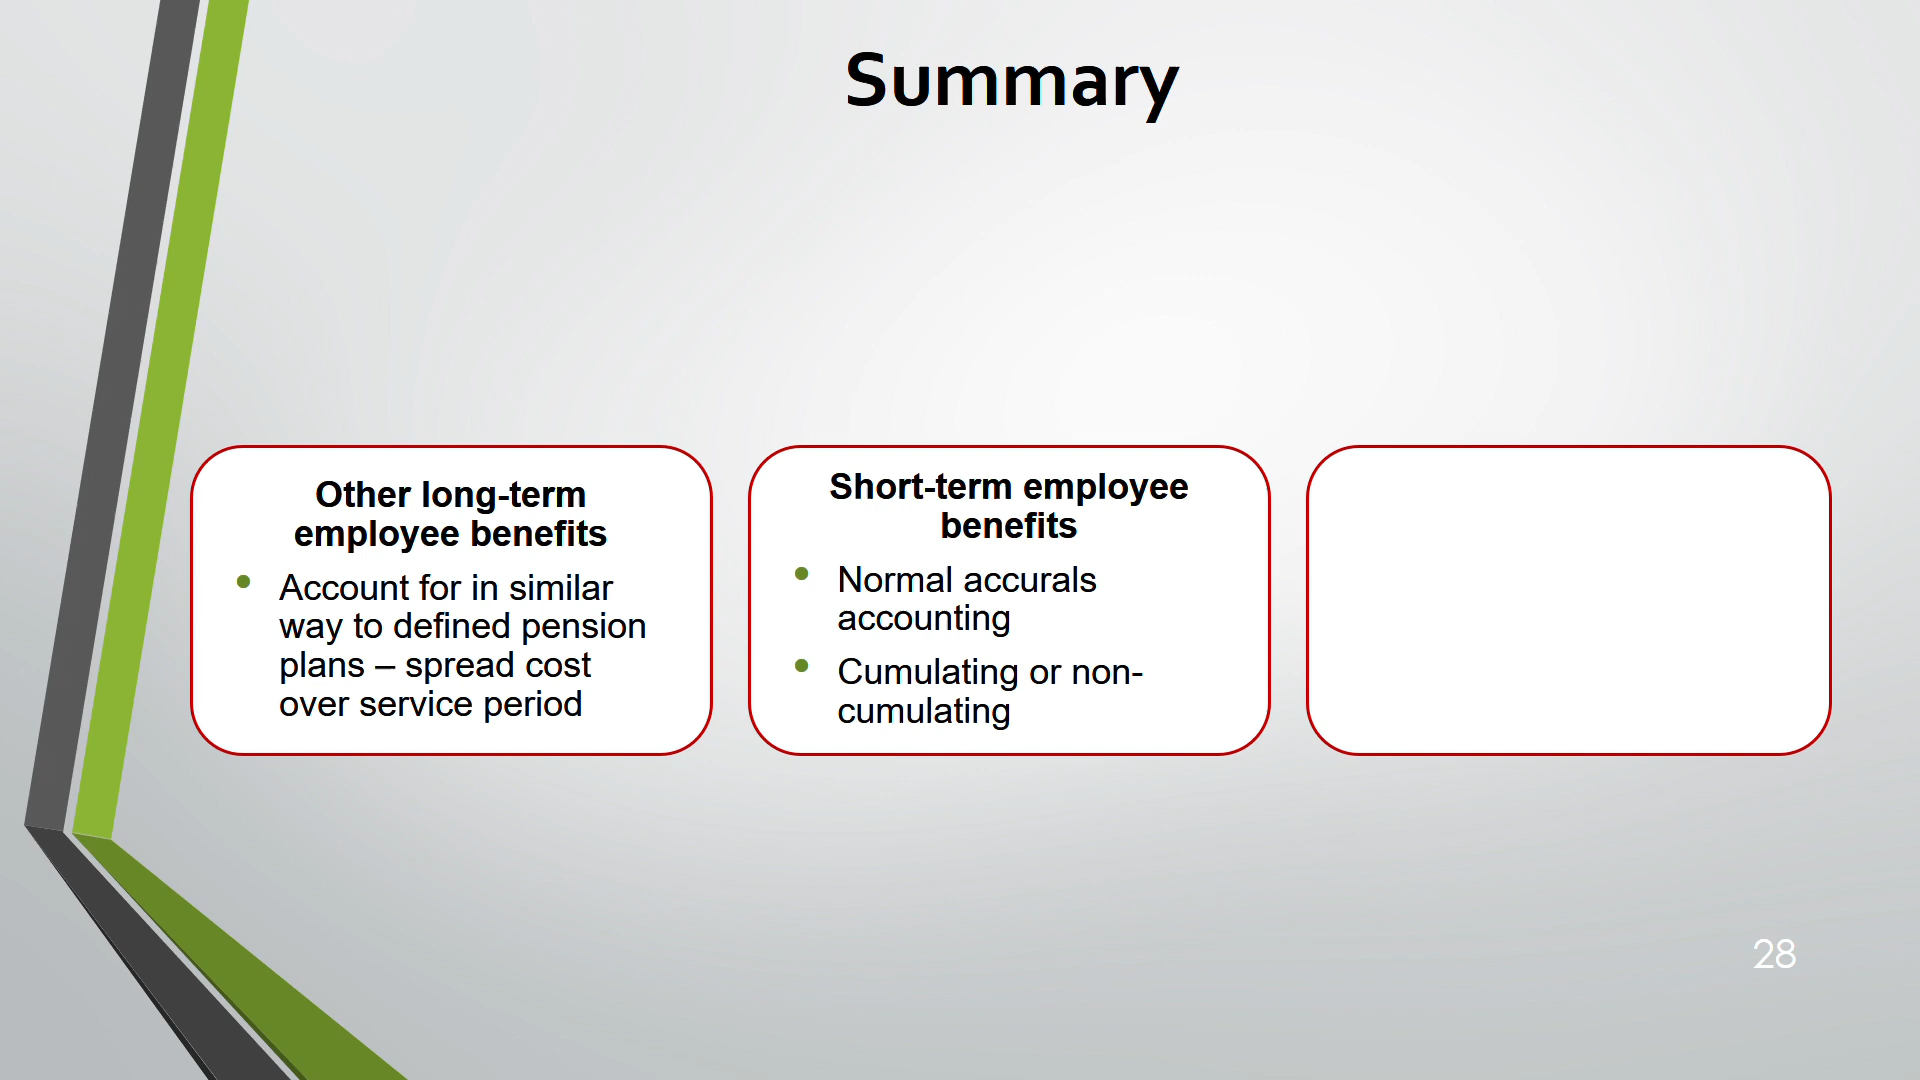 Summary
Other long-term
employee benefits
• Account for in similar
way to defined pension
plans – spread cost
over service period
Short-term employee
benefits
• Normal accurals
accounting
• Cumulating or non-
cumulating
28